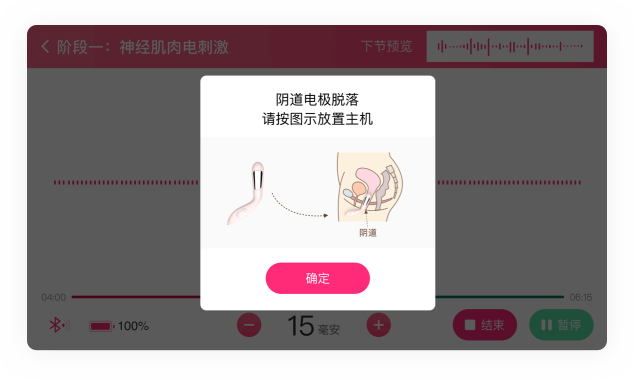 阶段一：神经肌肉电刺激
下节预览
阴道电极脱落
请按图示放置主机
阴道
确定
04:00
06:15
100%
15 毫安
结束
暂停